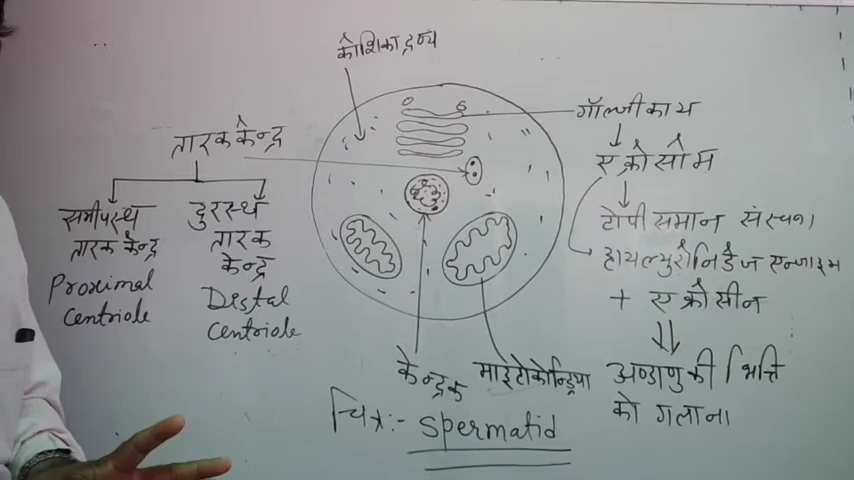 कोशिकाद्रव्य
तारककेन्द्र
समीपस्थ
तारक केन्द्र
Proximal
centriole
दुरस्थ
तारक
केन्द्र
Distal
centriole
गॉल्जीकाय
एक्रोसोम
टोपी समान संरचना
हायल्युरोनिडेज एन्जाइम
+ एक्रोसीन
अण्डाणु की भित्ति
को गलाना
केन्द्रक
माइटोकोन्ड्रिया
चित्र:- Spermatid